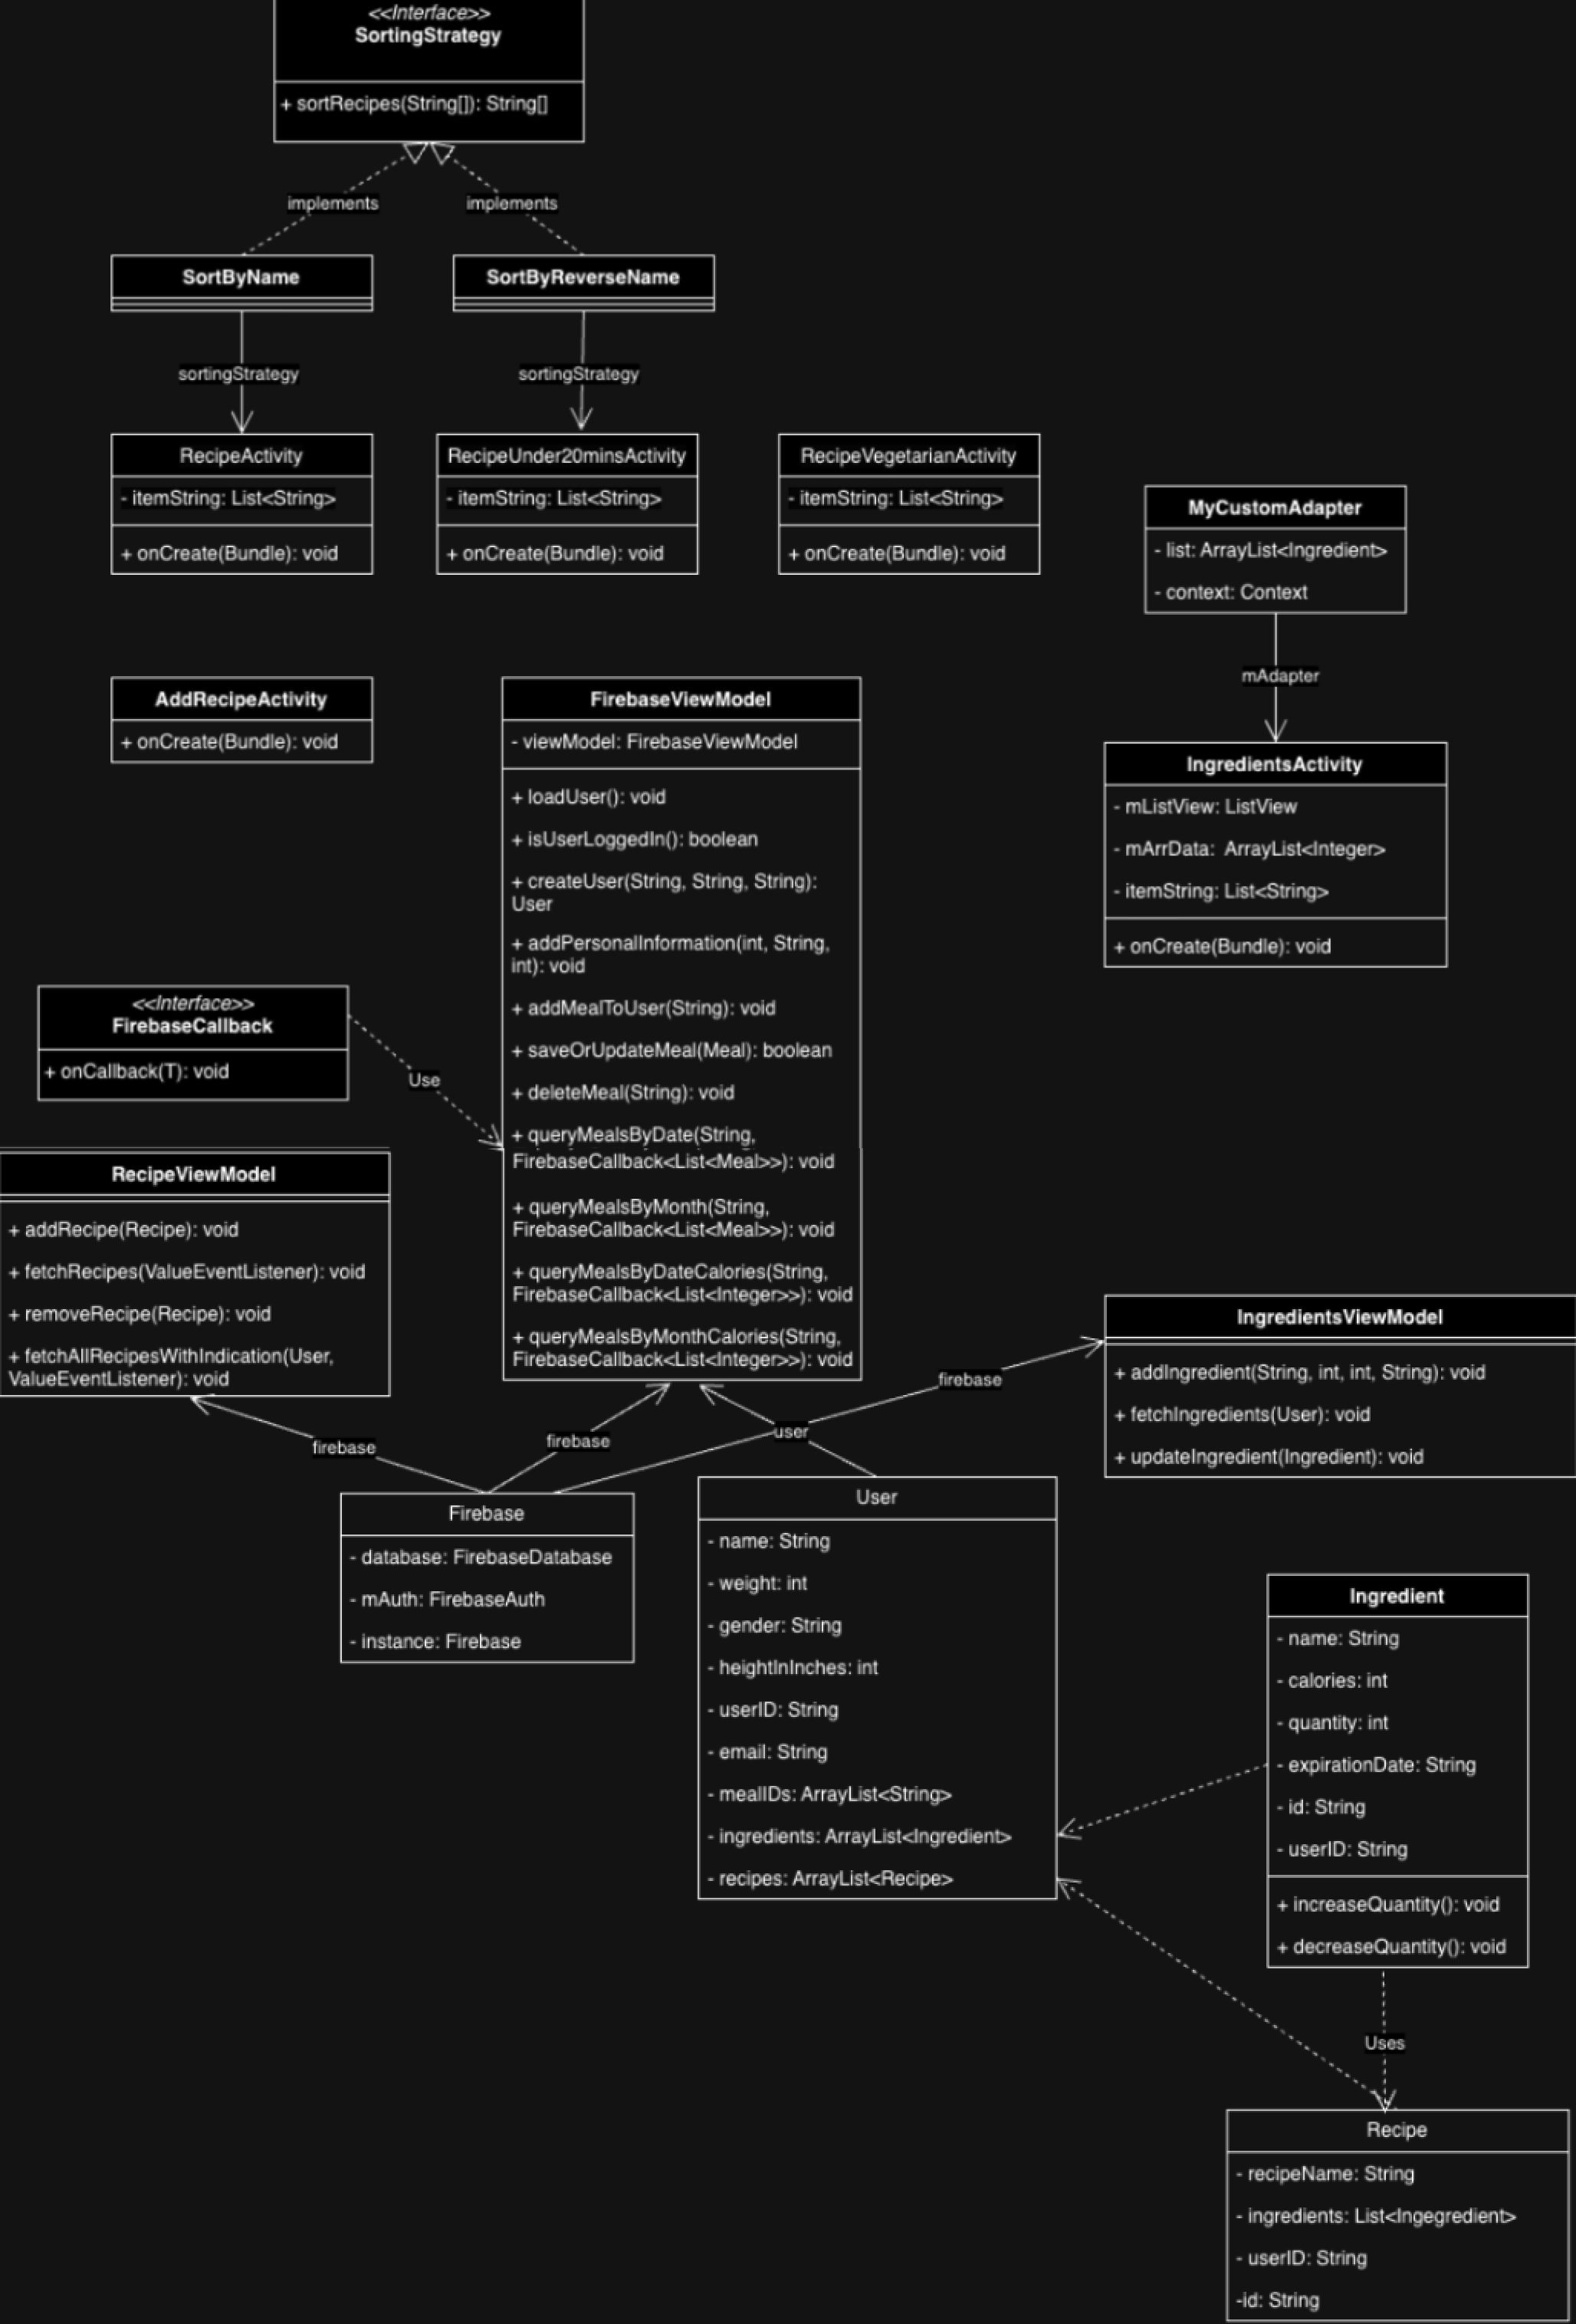 <<Interface>>
SortingStrategy
+ sortRecipes(String[]): String[]
implements
implements
SortByName
SortByReverseName
sortingStrategy
sortingStrategy
RecipeActivity
- itemString: List<String>
+ onCreate(Bundle): void
RecipeUnder20minsActivity
- itemString: List<String>
+ onCreate(Bundle): void
RecipeVegetarianActivity
- itemString: List<String>
+ onCreate(Bundle): void
MyCustomAdapter
- list: ArrayList<Ingredient>
- context: Context
mAdapter
AddRecipeActivity
+ onCreate(Bundle): void
FirebaseViewModel
- viewModel: FirebaseViewModel
+ loadUser(): void
+ isUserLoggedIn(): boolean
+ createUser(String, String, String):
User
+ addPersonalInformation(int, String,
int): void
+ addMealToUser(String): void
+ saveOrUpdateMeal(Meal): boolean
+ deleteMeal(String): void
+ queryMealsByDate(String,
FirebaseCallback<List<Meal>>): void
+ queryMealsByMonth(String,
FirebaseCallback<List<Meal>>): void
+ queryMealsByDateCalories(String,
FirebaseCallback<List<Integer>>): void
+ queryMealsByMonthCalories(String,
FirebaseCallback<List<Integer>>): void
IngredientsActivity
- mListView: ListView
- mArrData: ArrayList<Integer>
- itemString: List<String>
+ onCreate(Bundle): void
<<Interface>>
FirebaseCallback
+ onCallback(T): void
Use
RecipeViewModel
+ addRecipe(Recipe): void
+ fetchRecipes(ValueEventListener): void
+ removeRecipe(Recipe): void
+ fetchAllRecipesWithIndication(User,
ValueEventListener): void
IngredientsViewModel
+ addIngredient(String, int, int, String): void
+ fetchIngredients(User): void
+ updateIngredient(Ingredient): void
firebase
firebase
firebase
user
Firebase
- database: FirebaseDatabase
- mAuth: FirebaseAuth
- instance: Firebase
User
- name: String
- weight: int
- gender: String
- heightInInches: int
- userID: String
- email: String
- mealIDs: ArrayList<String>
- ingredients: ArrayList<Ingredient>
- recipes: ArrayList<Recipe>
Ingredient
- name: String
- calories: int
- quantity: int
- expirationDate: String
- id: String
- userID: String
+ increaseQuantity(): void
+ decreaseQuantity(): void
Uses
Recipe
- recipeName: String
- ingredients: List<Ingegredient>
- userID: String
-id: String